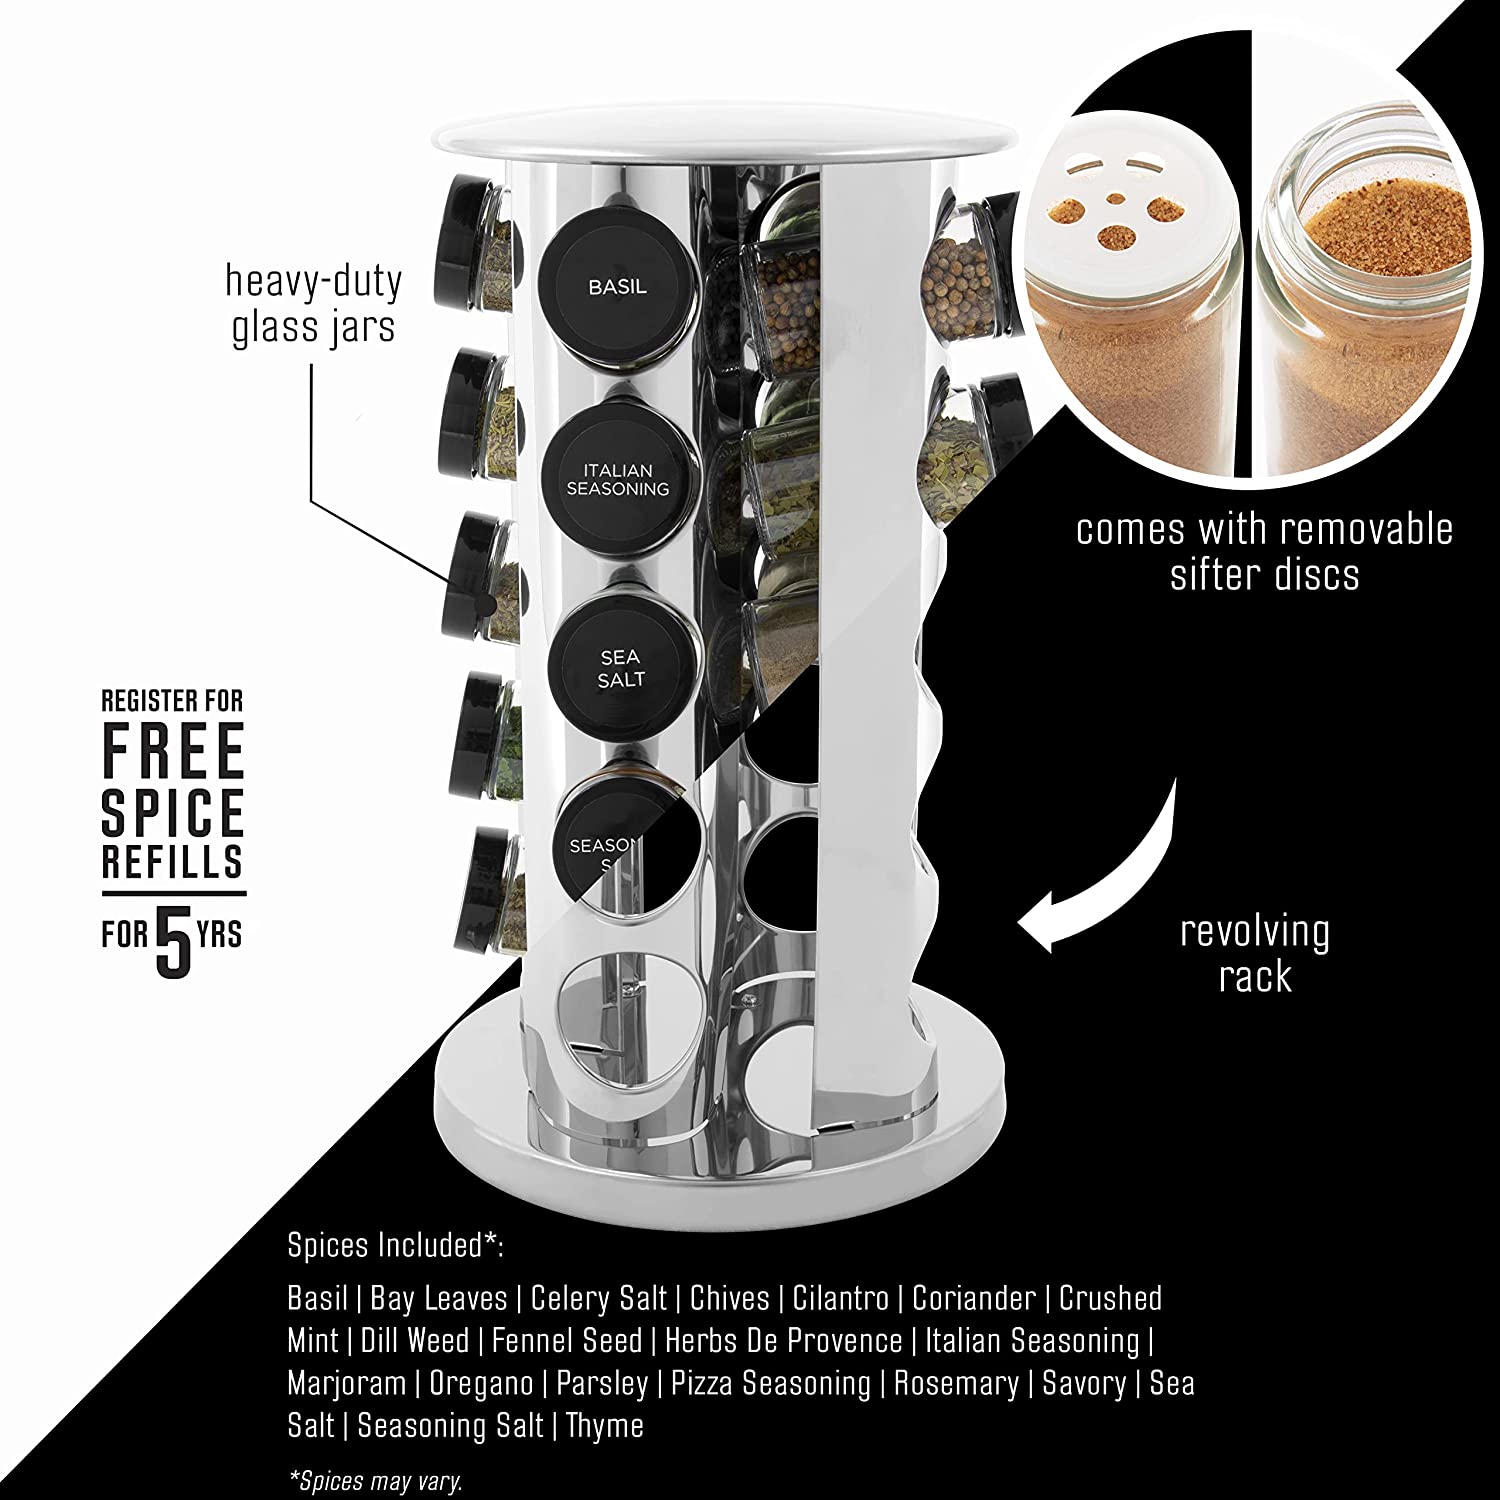 heavy-duty
glass jars
BASIL
ITALIAN
SEASONING
SEA
SALT
SEASON
S
comes with removable
sifter discs
REGISTER FOR
FREE
SPICE
REFILLS
FOR 5 YRS
revolving
rack
Spices Included*:
Basil | Bay Leaves | Celery Salt | Chives | Cilantro | Coriander | Crushed
Mint | Dill Weed | Fennel Seed | Herbs De Provence | Italian Seasoning |
Marjoram | Oregano | Parsley | Pizza Seasoning | Rosemary | Savory | Sea
Salt | Seasoning Salt | Thyme
*Spices may vary.